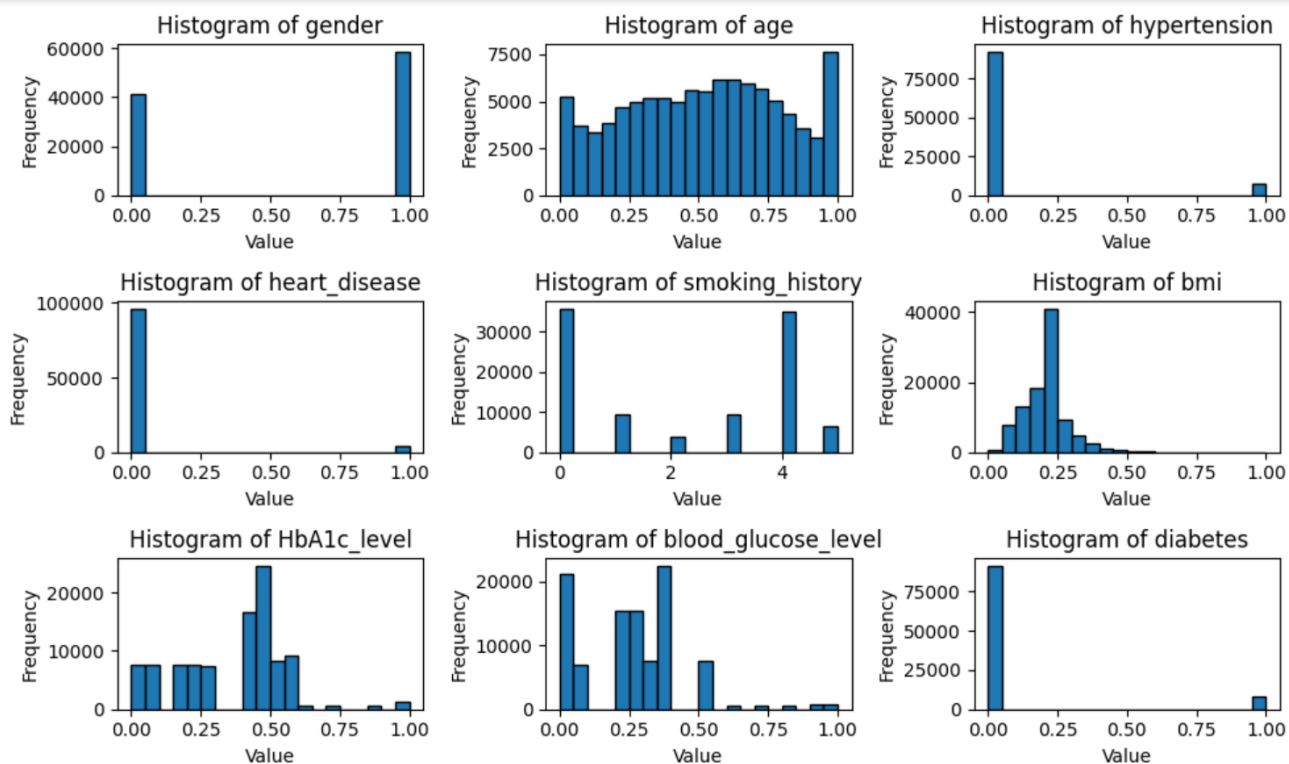 Histogram of gender
Frequency
60000
40000
20000
0
0.00 0.25 0.50 0.75 1.00
Value
Histogram of age
Frequency
7500
5000
2500
0
0.00 0.25 0.50 0.75 1.00
Value
Histogram of hypertension
Frequency
75000
50000
25000
0
0.00 0.25 0.50 0.75 1.00
Value
Histogram of heart_disease
Frequency
100000
50000
0
0.00 0.25 0.50 0.75 1.00
Value
Histogram of smoking_history
Frequency
30000
20000
10000
0
0 2 4
Value
Histogram of bmi
Frequency
40000
20000
0
0.00 0.25 0.50 0.75 1.00
Value
Histogram of HbA1c_level
Frequency
20000
10000
0
0.00 0.25 0.50 0.75 1.00
Value
Histogram of blood_glucose_level
Frequency
20000
10000
0
0.00 0.25 0.50 0.75 1.00
Value
Histogram of diabetes
Frequency
75000
50000
25000
0
0.00 0.25 0.50 0.75 1.00
Value